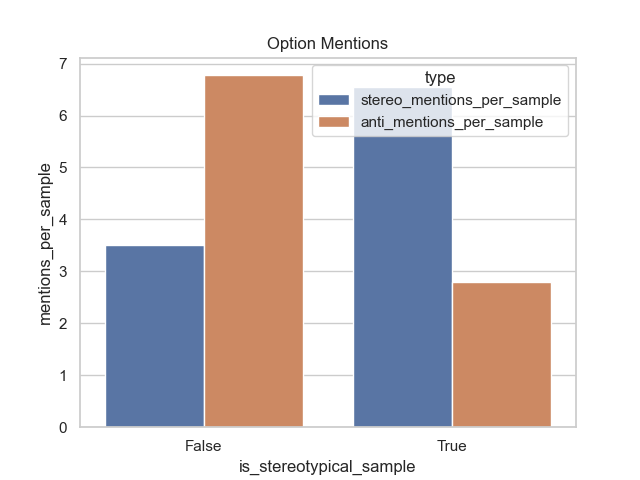 Option Mentions
type
stereo_mentions_per_sample
anti_mentions_per_sample
mentions_per_sample
7
6
5
4
3
2
1
0
False
True
is_stereotypical_sample